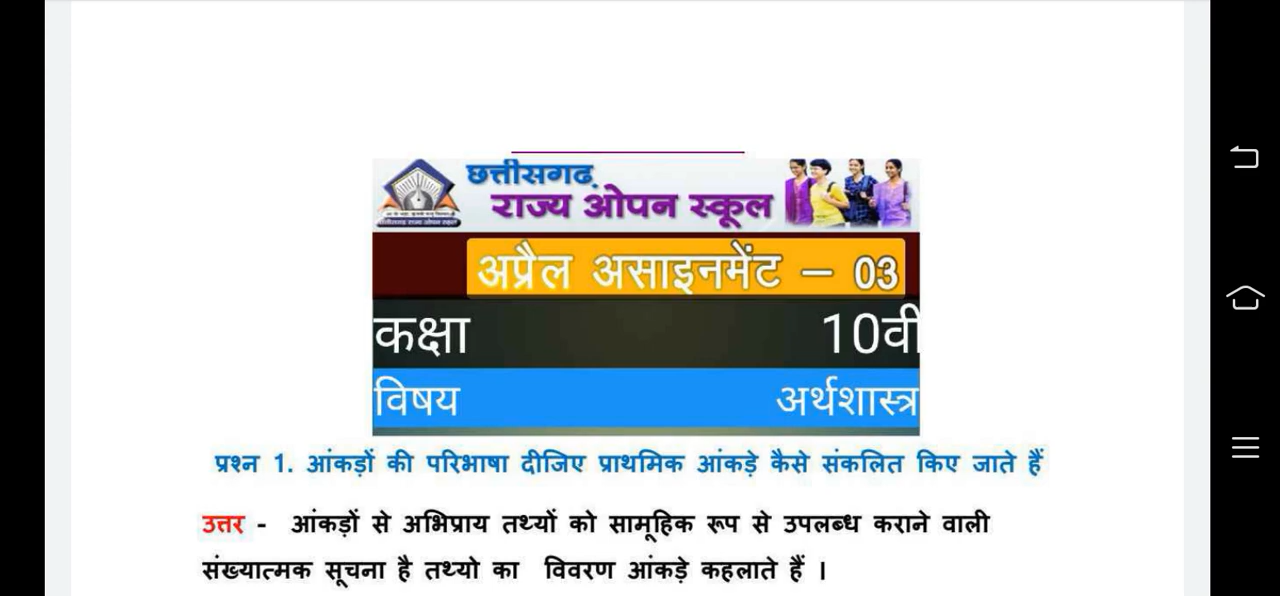 छत्तीसगढ़
राज्य ओपन स्कूल
अप्रैल असाइनमेंट – 03
कक्षा 10वी
विषय अर्थशास्त्र
प्रश्न 1. आंकड़ों की परिभाषा दीजिए प्राथमिक आंकड़े कैसे संकलित किए जाते हैं
उत्तर - आंकड़ों से अभिप्राय तथ्यों को सामूहिक रूप से उपलब्ध कराने वाली
संख्यात्मक सूचना है तथ्यो का विवरण आंकड़े कहलाते हैं ।